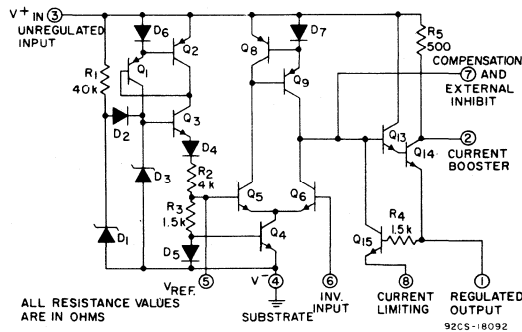 V+ IN ③
UNREGULATED
INPUT
D6
Q2
Q8
D7
R5
500
R1
40k
Q1
Q9
COMPENSATION
⑦ AND
EXTERNAL
INHIBIT
D2
Q3
Q13
Q14
②
CURRENT
BOOSTER
D3
D4
R2
4k
Q5
Q6
R3
1.5k
R4
1.5k
D1
D5
Q4
Q15
VREF.
⑤
V-
④
⑥
⑧
①
ALL RESISTANCE VALUES
ARE IN OHMS
SUBSTRATE
INV.
INPUT
CURRENT
LIMITING
REGULATED
OUTPUT
92CS-18092